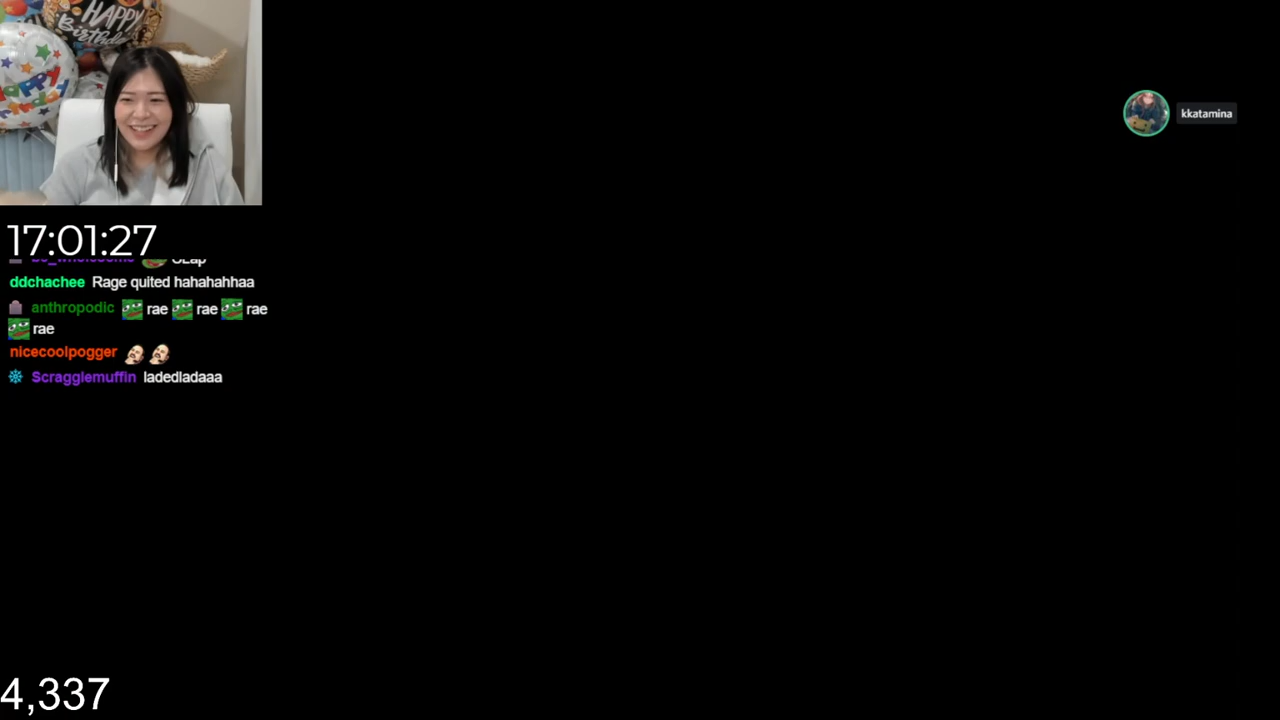 HAPPY
Birthday
kkatamina
17:01:27
ddchachee Rage quited hahahahhaa
anthropodic rae rae rae
rae
nicecoolpogger
Scragglemuffin ladedladaaa
4,337